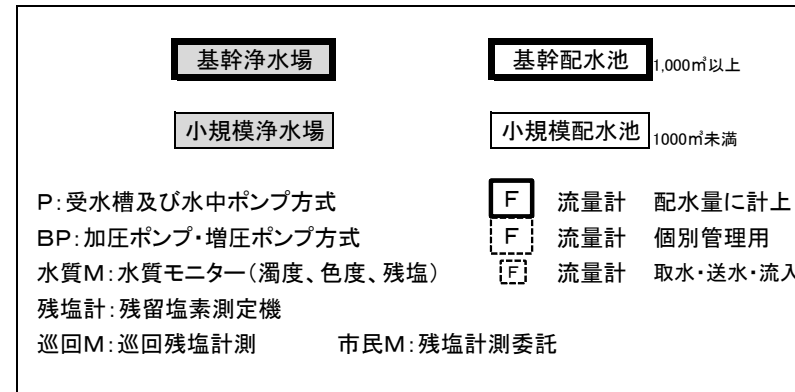 基幹浄水場 基幹配水池 1,000㎥以上
小規模浄水場 小規模配水池 1000㎥未満
P:受水槽及び水中ポンプ方式 F 流量計 配水量に計上
BP:加圧ポンプ・増圧ポンプ方式 F 流量計 個別管理用
水質M:水質モニター(濁度、色度、残塩) F 流量計 取水・送水・流入
残塩計:残留塩素測定機
巡回M:巡回残塩計測 市民M:残塩計測委託